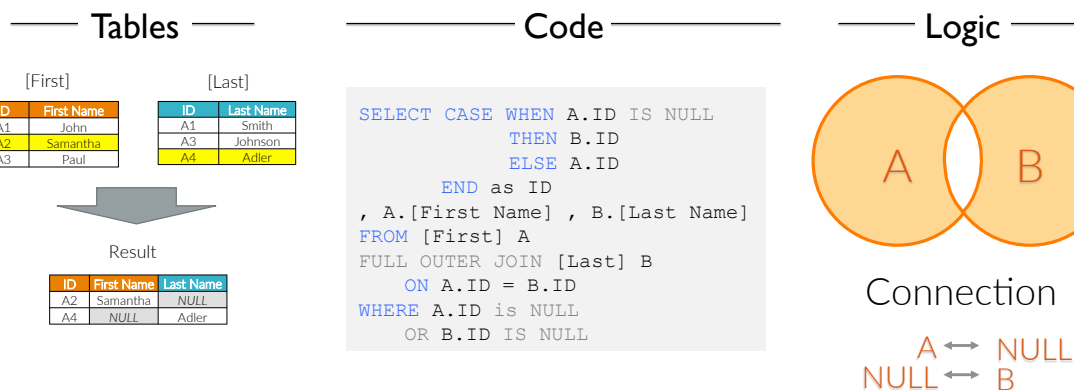 Tables
Code
Logic
[First]
[Last]
ID First Name
A1 John
A2 Samantha
A3 Paul
ID Last Name
A1 Smith
A3 Johnson
A4 Adler
Result
ID First Name Last Name
A2 Samantha NULL
A4 NULL Adler
SELECT CASE WHEN A.ID IS NULL
THEN B.ID
ELSE A.ID
END as ID
, A.[First Name] , B.[Last Name]
FROM [First] A
FULL OUTER JOIN [Last] B
ON A.ID = B.ID
WHERE A.ID is NULL
OR B.ID IS NULL
A B
Connection
A NULL
NULL B